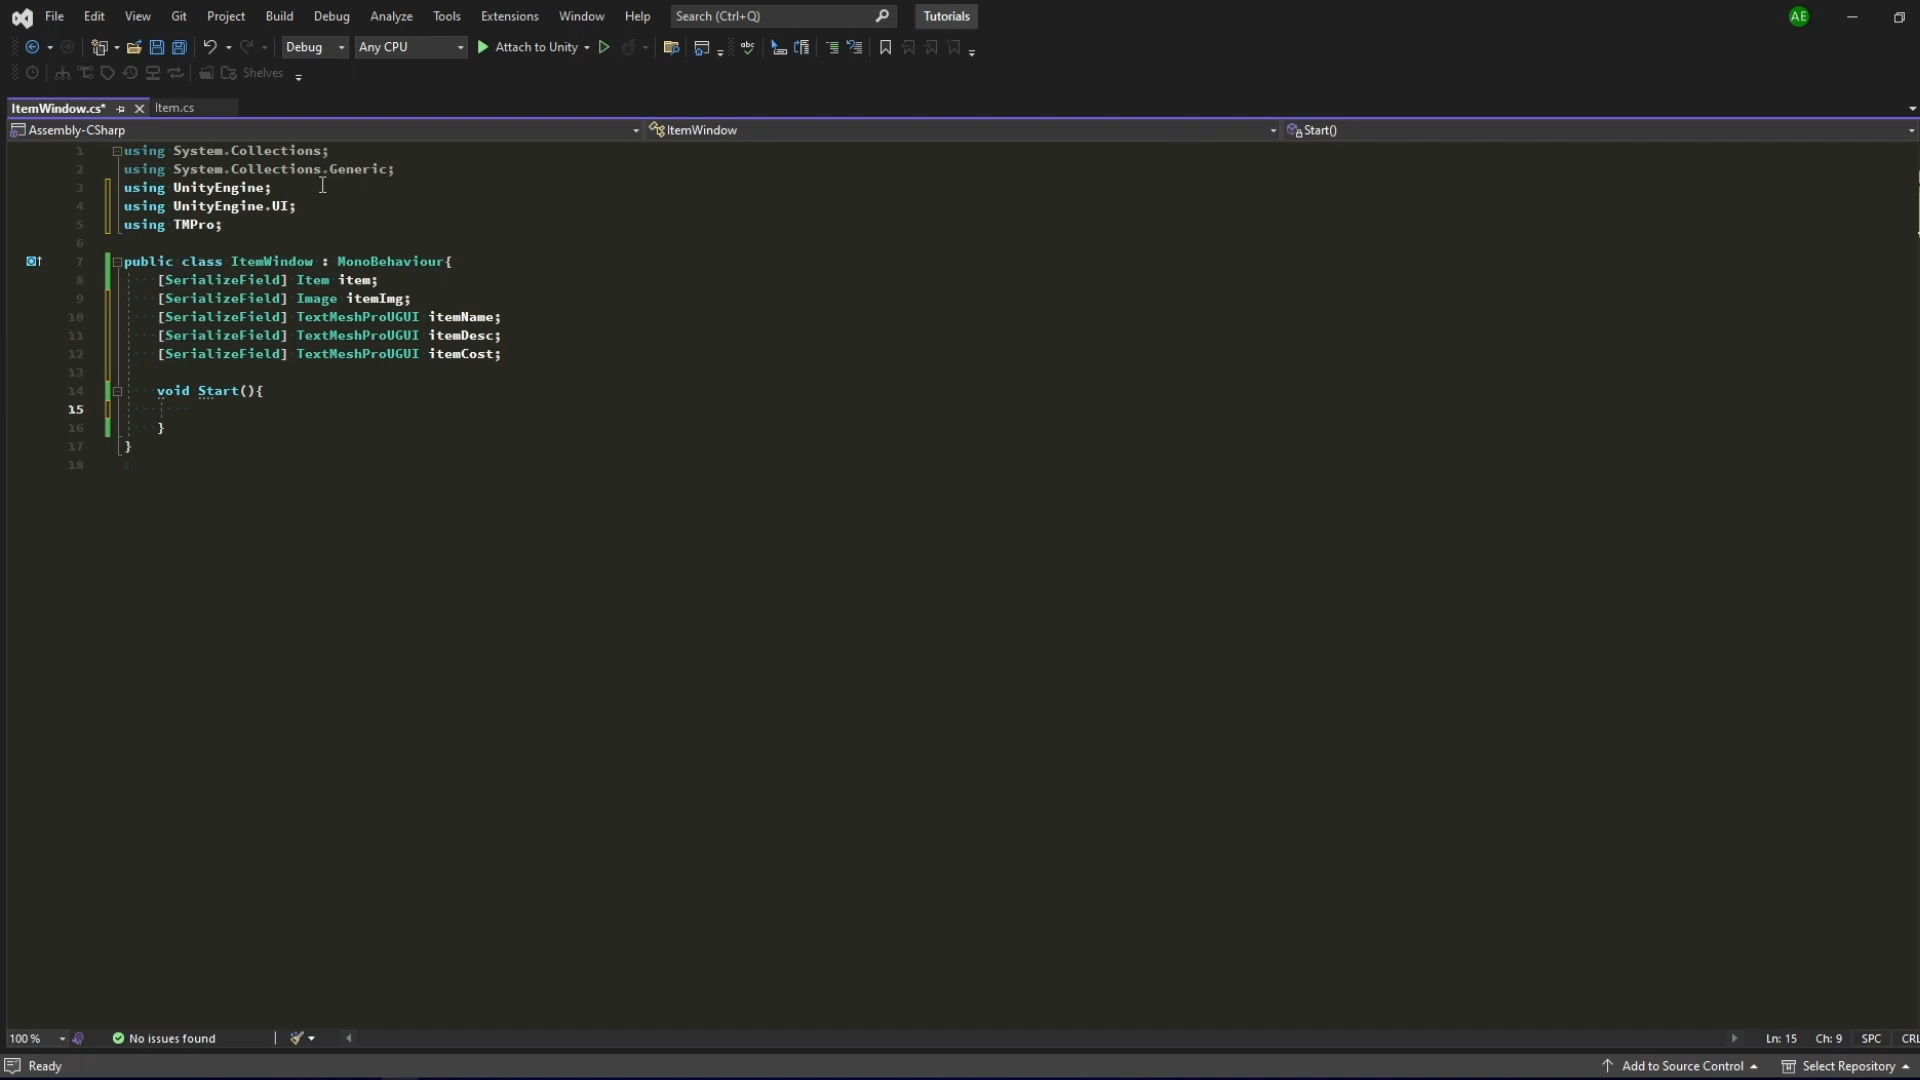 File Edit View Git Project Build Debug Analyze Tools Extensions Window Help Search (Ctrl+Q) Tutorials AE
Debug Any CPU Attach to Unity abc
Shelves
ItemWindow.cs* Item.cs
Assembly-CSharp ItemWindow Start()
1 using System.Collections;
2 using System.Collections.Generic;
3 using UnityEngine;
4 using UnityEngine.UI;
5 using TMPro;
6
7 public class ItemWindow : MonoBehaviour{
8 [SerializeField] Item item;
9 [SerializeField] Image itemImg;
10 [SerializeField] TextMeshProUGUI itemName;
11 [SerializeField] TextMeshProUGUI itemDesc;
12 [SerializeField] TextMeshProUGUI itemCost;
13
14 void Start(){
15
16 }
17 }
18
100 % No issues found Ln: 15 Ch: 9 SPC CRL
Ready Add to Source Control Select Repository